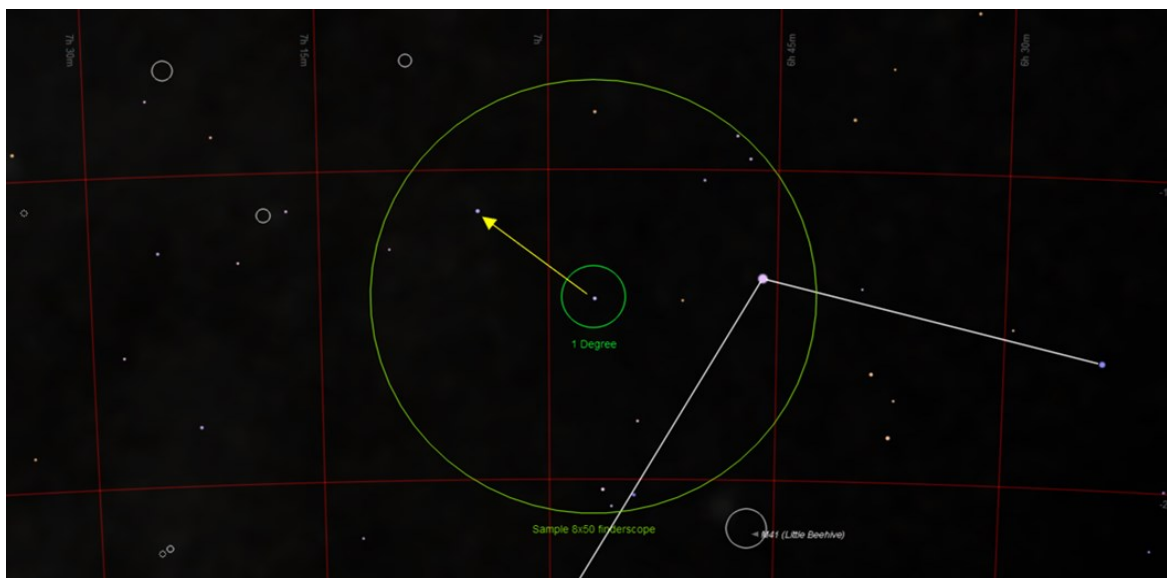 7h 30m
7h 15m
7h
6h 45m
6h 30m
1 Degree
Sample 8x50 finderscope
M41 (Little Beehive)